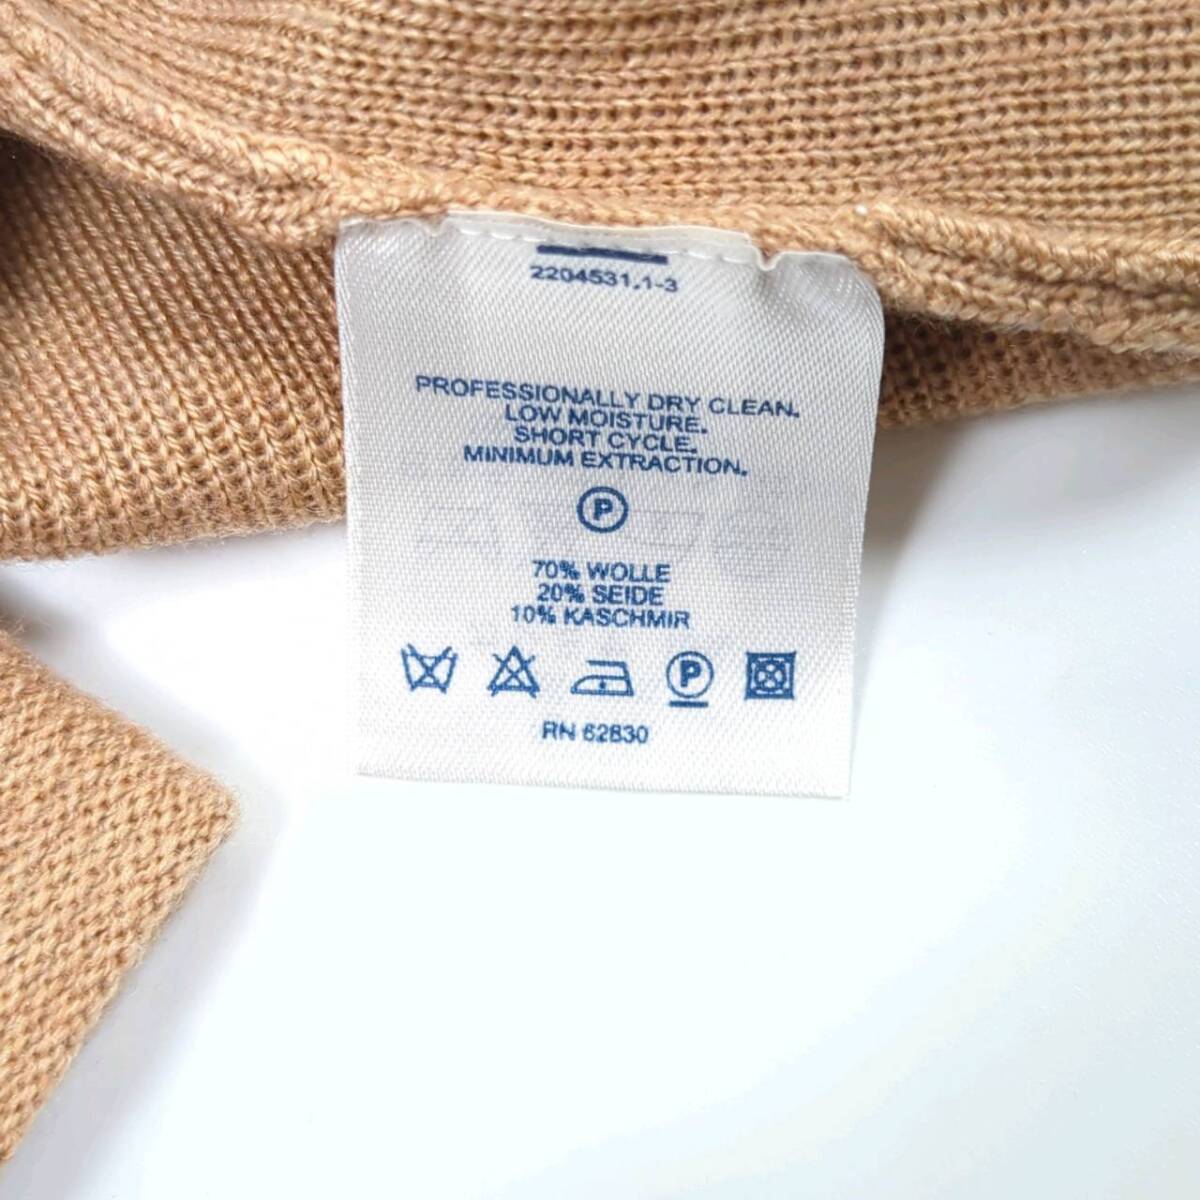 2204531.1-3
PROFESSIONALLY DRY CLEAN.
LOW MOISTURE.
SHORT CYCLE.
MINIMUM EXTRACTION.
P
70% WOLLE
20% SEIDE
10% KASCHMIR
P
RN 62830